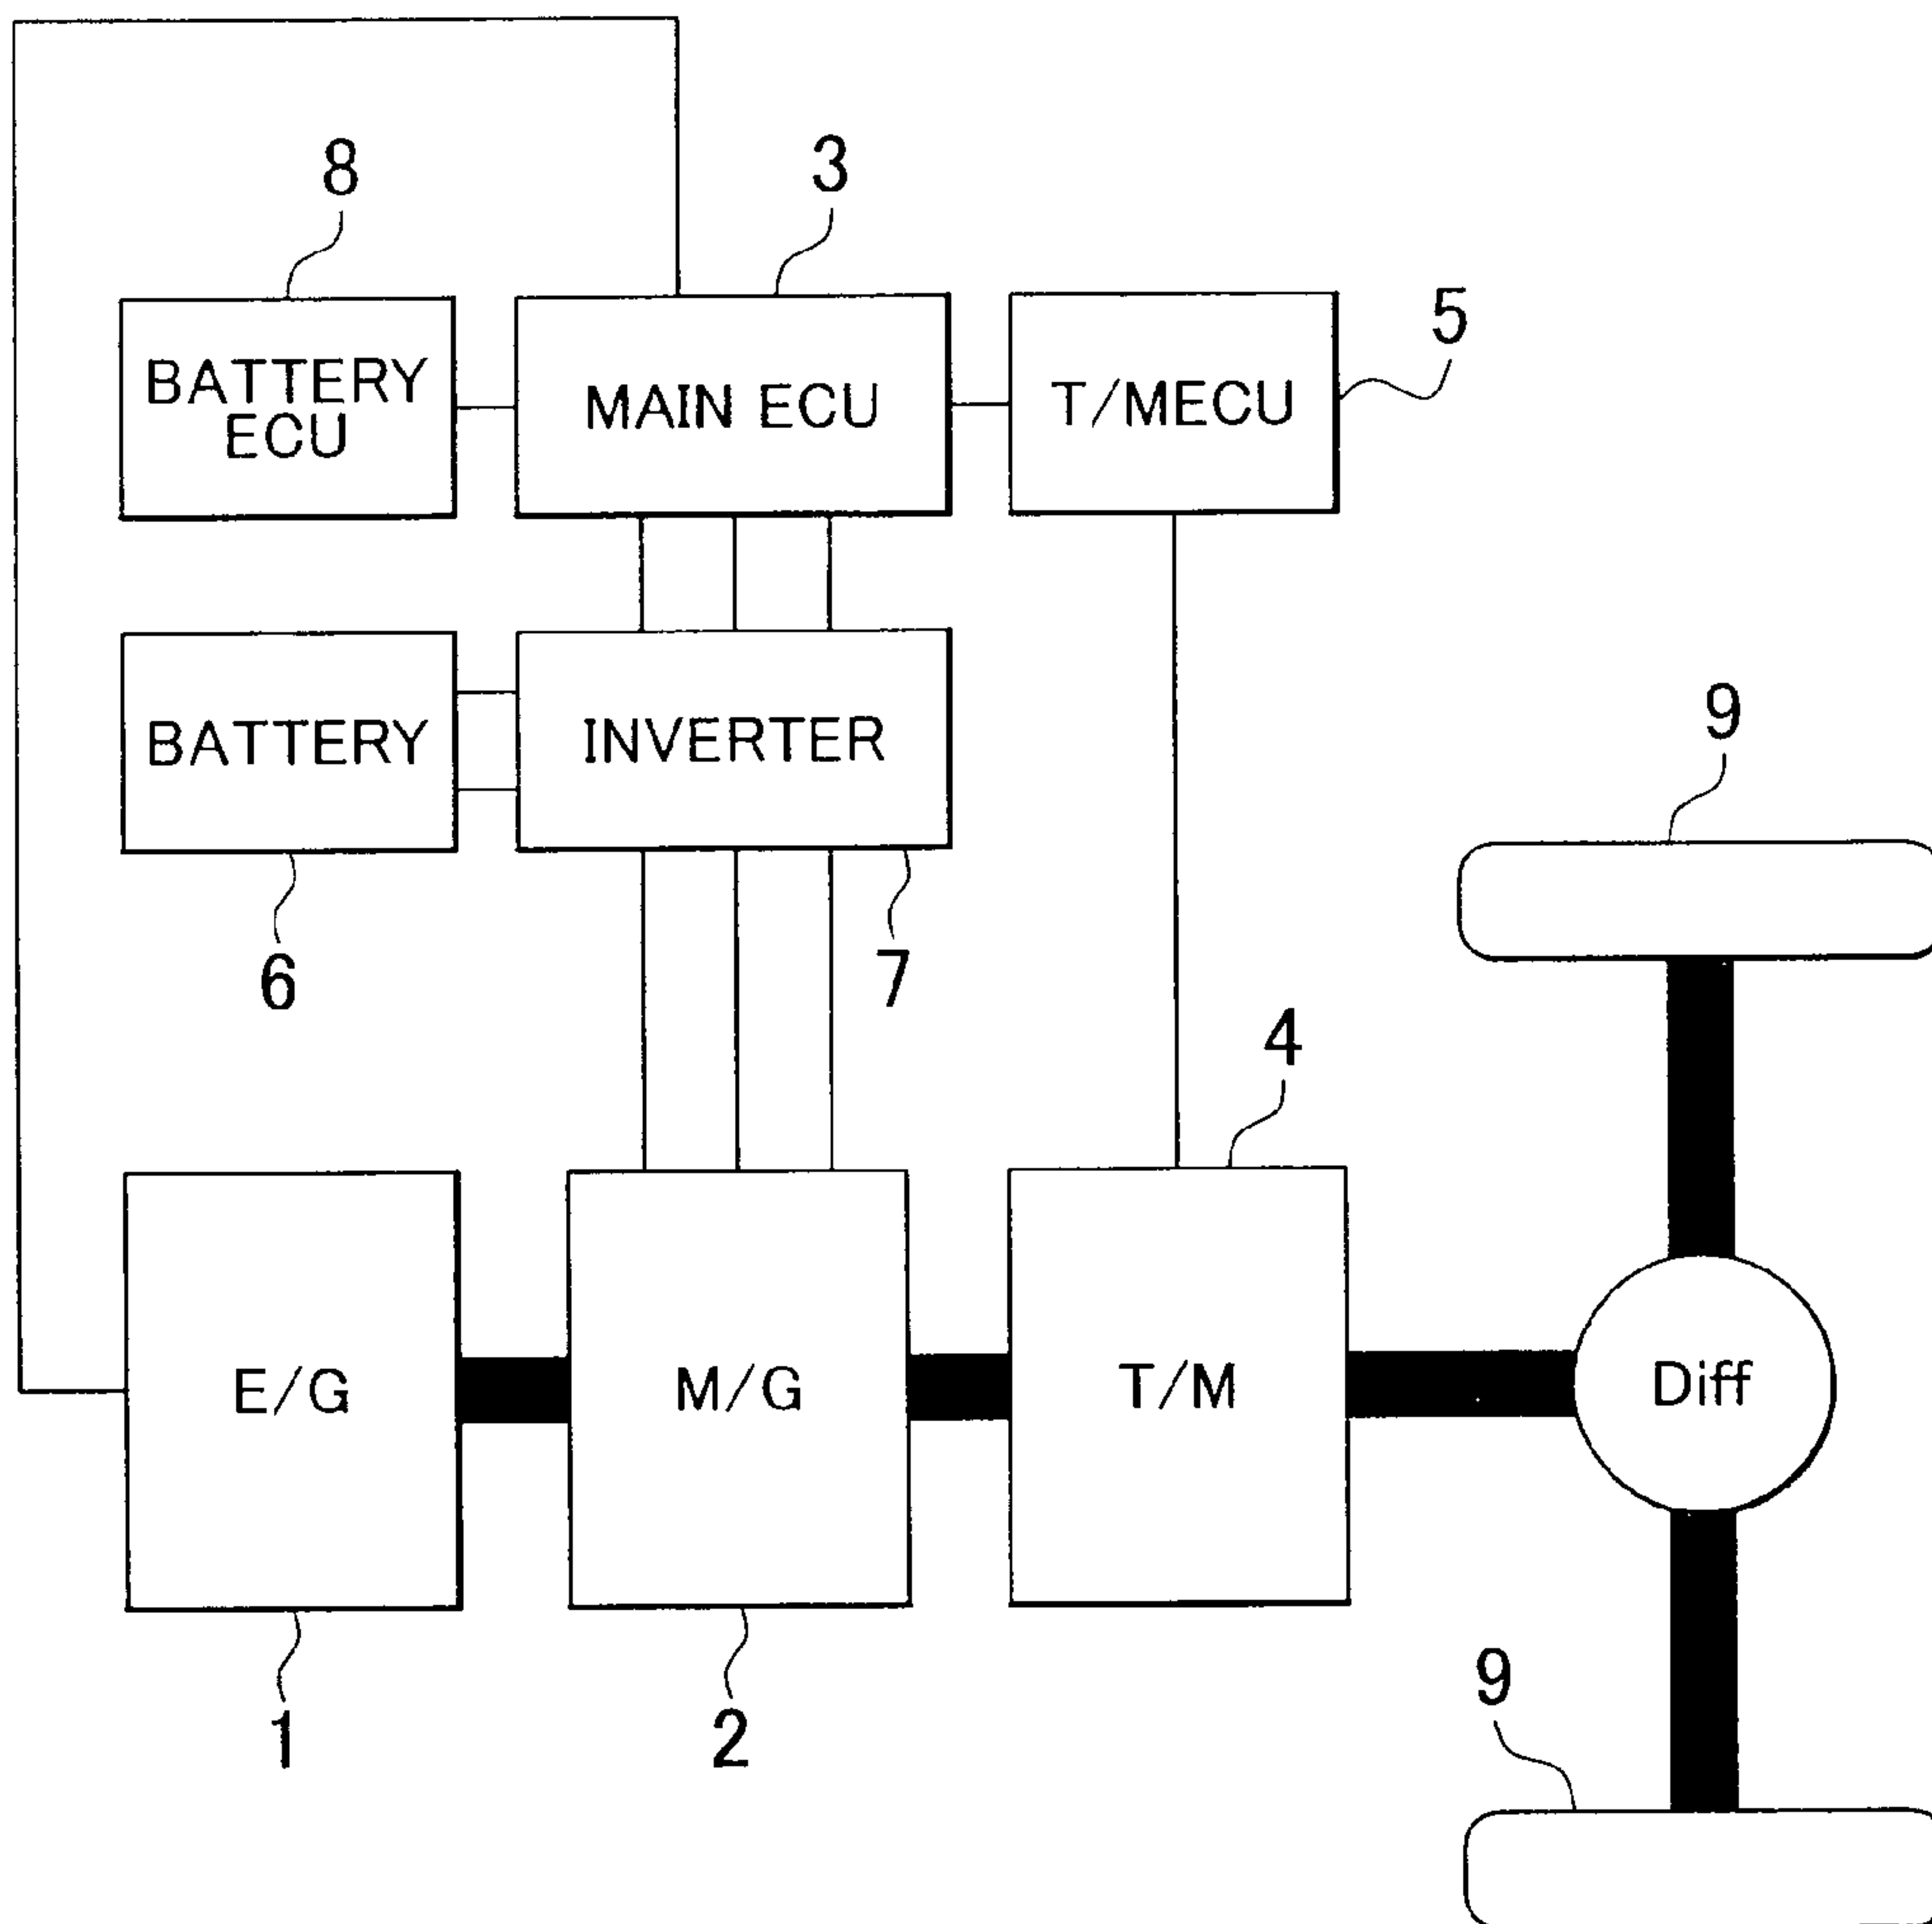 8
3
5
BATTERY
ECU
MAIN ECU
T/MECU
BATTERY
INVERTER
9
6
7
4
E/G
M/G
T/M
Diff
1
2
9